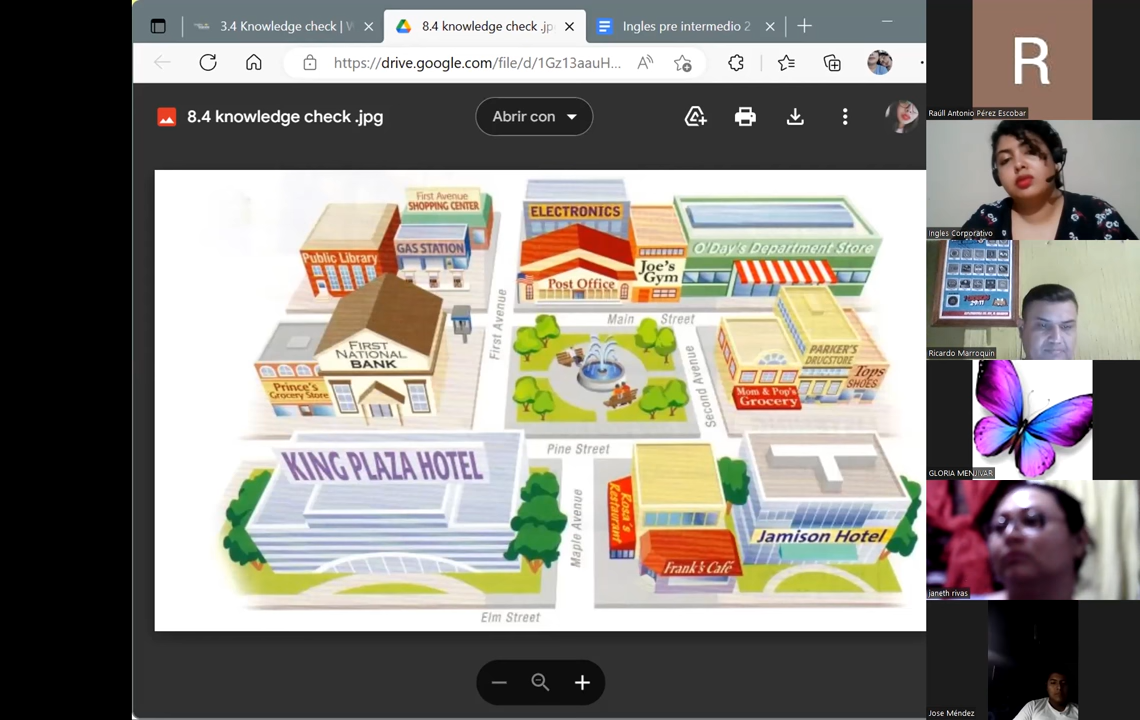 3.4 Knowledge check | V
8.4 knowledge check .jp
Ingles pre intermedio 2
https://drive.google.com/file/d/1Gz13aauH...
8.4 knowledge check .jpg
Abrir con
R
Raúll Antonio Pérez Escobar
Ingles Corporativo
Ricardo Marroquin
GLORIA MENJIVAR
janeth rivas
Jose Méndez
First Avenue
SHOPPING CENTER
ELECTRONICS
Public Library
GAS STATION
Post Office
Joe's
Gym
O'Day's Department Store
First Avenue
Main Street
FIRST
NATIONAL
BANK
Prince's
Grocery Store
Second Avenue
PARKER'S
DRUGSTORE
Tops
SHOES
Mom & Pop's
Grocery
KING PLAZA HOTEL
Pine Street
Maple Avenue
Rosa's
Restaurant
Frank's Café
Jamison Hotel
Elm Street